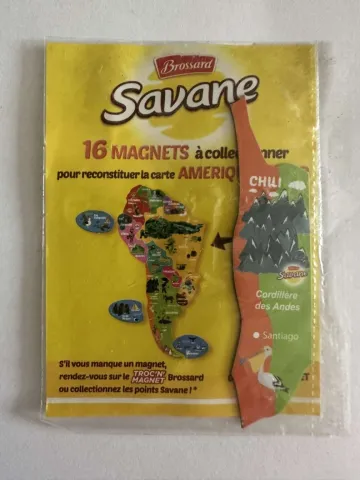 Brossard
Savane
16 MAGNETS à collectionner
pour reconstituer la carte AMERIQ
CHILI
Savane
Cordillère
des Andes
Santiago
S'il vous manque un magnet,
rendez-vous sur le TROC'N' MAGNET Brossard
ou collectionnez les points Savane !*